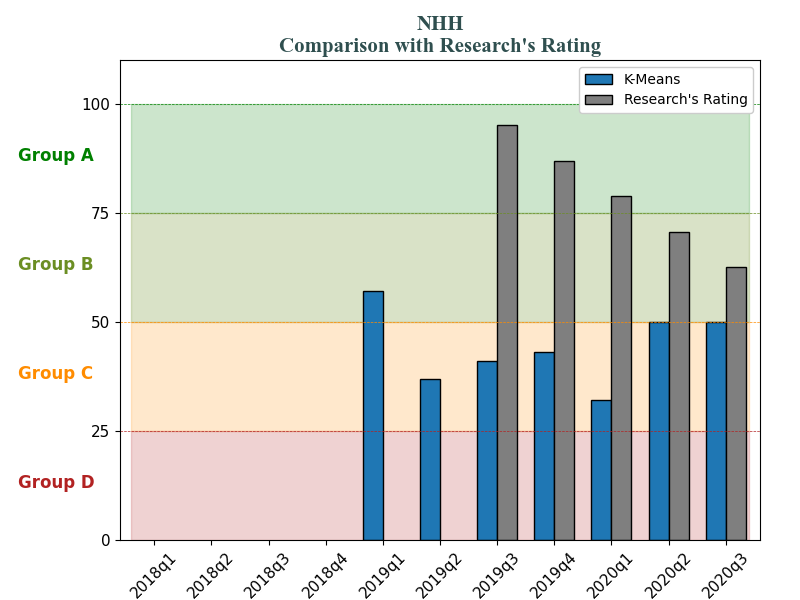 NHH
Comparison with Research's Rating
K-Means
Research's Rating
100
Group A
75
Group B
50
Group C
25
Group D
0
2018q1
2018q2
2018q3
2018q4
2019q1
2019q2
2019q3
2019q4
2020q1
2020q2
2020q3